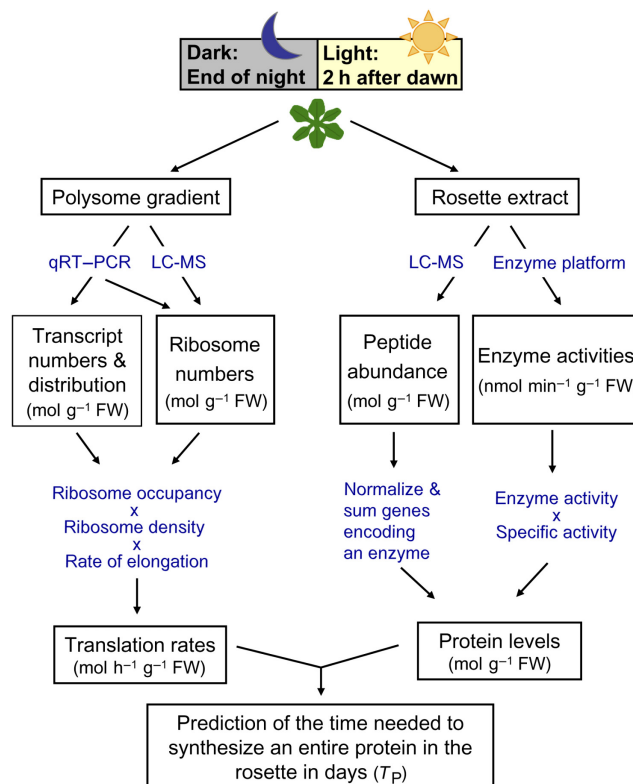 Dark:
End of night
Light:
2 h after dawn
Polysome gradient
Rosette extract
qRT–PCR
LC-MS
LC-MS
Enzyme platform
Transcript
numbers &
distribution
(mol g⁻¹ FW)
Ribosome
numbers
(mol g⁻¹ FW)
Peptide
abundance
(mol g⁻¹ FW)
Enzyme activities
(nmol min⁻¹ g⁻¹ FW)
Ribosome occupancy
x
Ribosome density
x
Rate of elongation
Normalize &
sum genes
encoding
an enzyme
Enzyme activity
x
Specific activity
Translation rates
(mol h⁻¹ g⁻¹ FW)
Protein levels
(mol g⁻¹ FW)
Prediction of the time needed to
synthesize an entire protein in the
rosette in days (Tₚ)